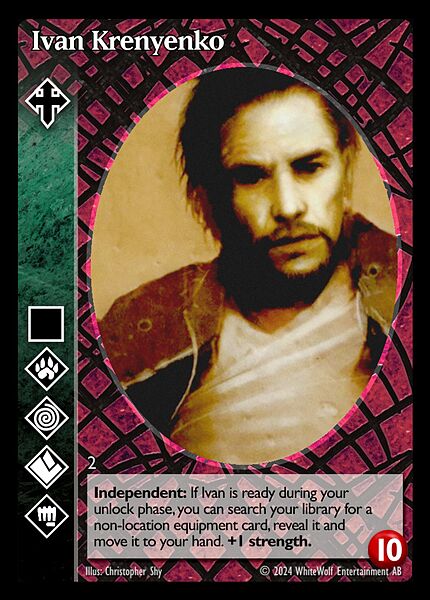 Ivan Krenyenko
2
Independent: If Ivan is ready during your
unlock phase, you can search your library for a
non-location equipment card, reveal it and
move it to your hand. +1 strength.
10
Illus: Christopher Shy © 2024 WhiteWolf Entertainment AB